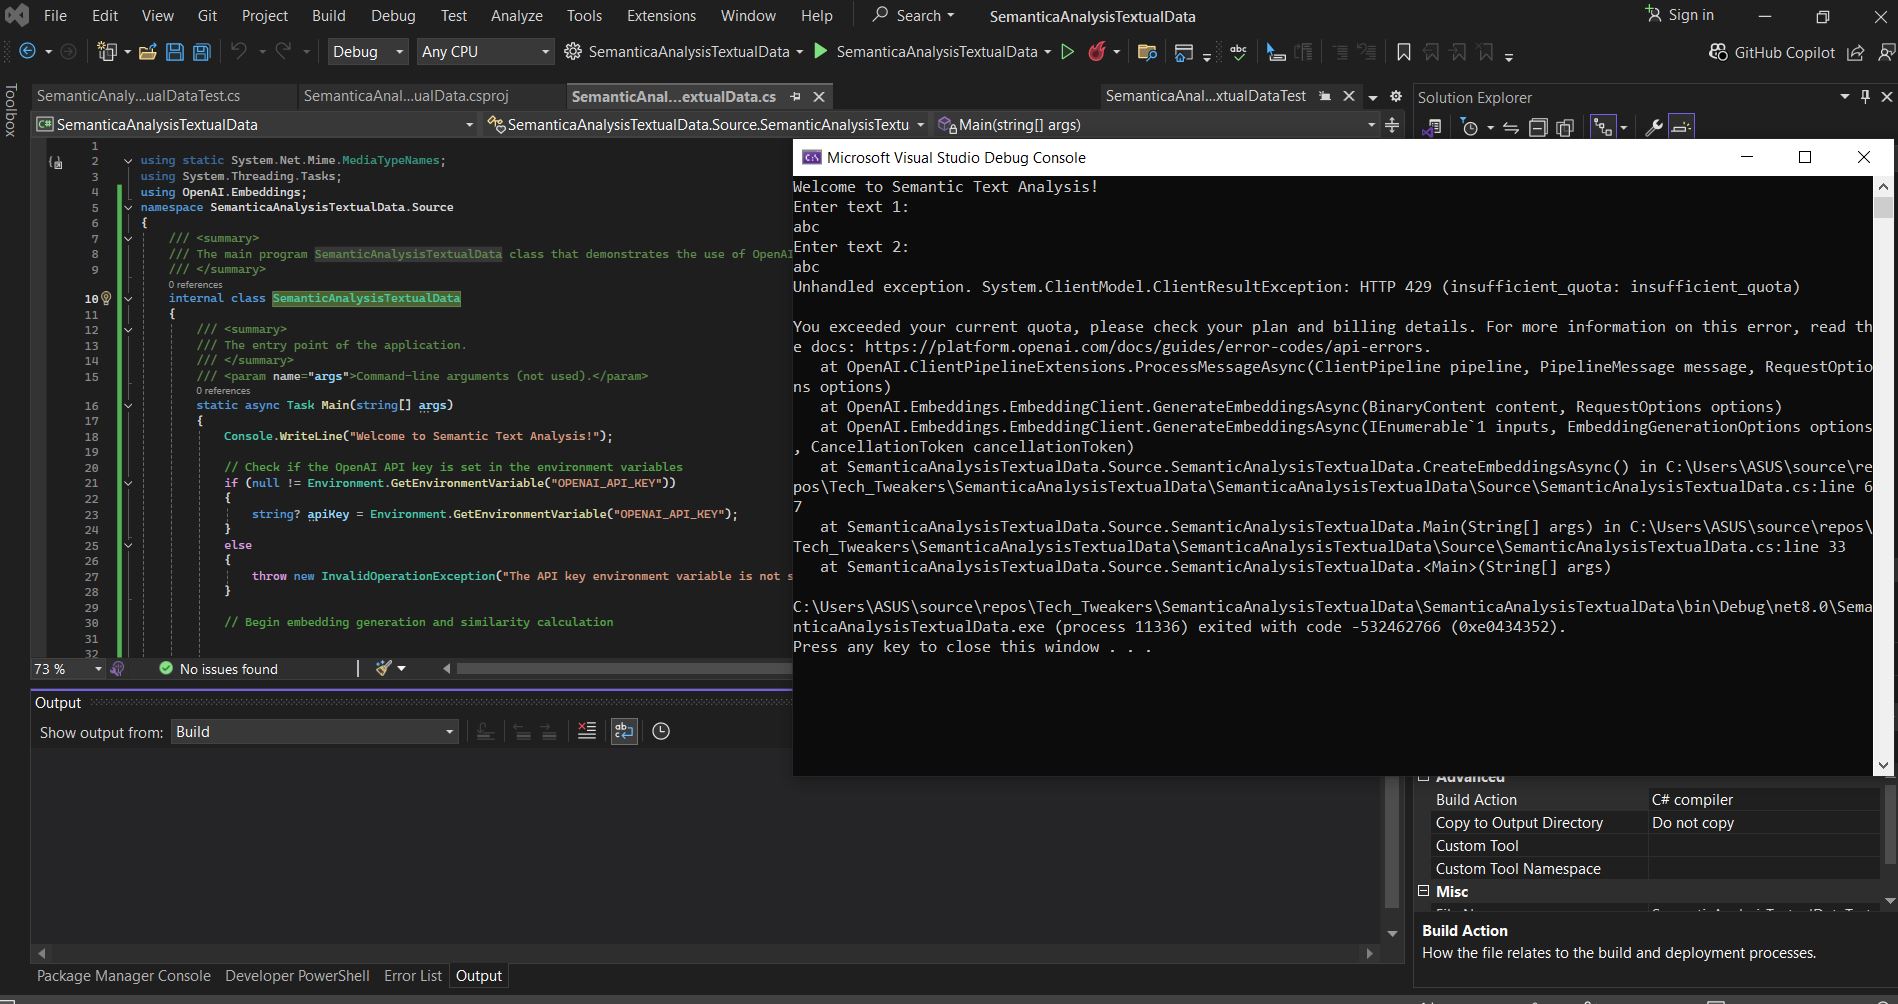 File Edit View Git Project Build Debug Test Analyze Tools Extensions Window Help Search SemanticaAnalysisTextualData Sign in
Debug Any CPU SemanticaAnalysisTextualData SemanticaAnalysisTextualData GitHub Copilot
Toolbox
SemanticAnaly...ualDataTest.cs SemanticaAnal...ualData.csproj SemanticAnal...extualData.cs SemanticaAnal...xtualDataTest
SemanticaAnalysisTextualData SemanticaAnalysisTextualData.Source.SemanticAnalysisTextu Main(string[] args)
1
2 using static System.Net.Mime.MediaTypeNames;
3 using System.Threading.Tasks;
4 using OpenAI.Embeddings;
5 namespace SemanticaAnalysisTextualData.Source
6 {
7 /// <summary>
8 /// The main program SemanticAnalysisTextualData class that demonstrates the use of OpenAI
9 /// </summary>
0 references
10 internal class SemanticAnalysisTextualData
11 {
12 /// <summary>
13 /// The entry point of the application.
14 /// </summary>
15 /// <param name="args">Command-line arguments (not used).</param>
0 references
16 static async Task Main(string[] args)
17 {
18 Console.WriteLine("Welcome to Semantic Text Analysis!");
19
20 // Check if the OpenAI API key is set in the environment variables
21 if (null != Environment.GetEnvironmentVariable("OPENAI_API_KEY"))
22 {
23 string? apiKey = Environment.GetEnvironmentVariable("OPENAI_API_KEY");
24 }
25 else
26 {
27 throw new InvalidOperationException("The API key environment variable is not s
28 }
29
30 // Begin embedding generation and similarity calculation
31
32
73 % No issues found
Output
Show output from: Build
Package Manager Console Developer PowerShell Error List Output
Microsoft Visual Studio Debug Console
Welcome to Semantic Text Analysis!
Enter text 1:
abc
Enter text 2:
abc
Unhandled exception. System.ClientModel.ClientResultException: HTTP 429 (insufficient_quota: insufficient_quota)
You exceeded your current quota, please check your plan and billing details. For more information on this error, read th
e docs: https://platform.openai.com/docs/guides/error-codes/api-errors.
at OpenAI.ClientPipelineExtensions.ProcessMessageAsync(ClientPipeline pipeline, PipelineMessage message, RequestOptio
ns options)
at OpenAI.Embeddings.EmbeddingClient.GenerateEmbeddingsAsync(BinaryContent content, RequestOptions options)
at OpenAI.Embeddings.EmbeddingClient.GenerateEmbeddingsAsync(IEnumerable`1 inputs, EmbeddingGenerationOptions options
, CancellationToken cancellationToken)
at SemanticaAnalysisTextualData.Source.SemanticAnalysisTextualData.CreateEmbeddingsAsync() in C:\Users\ASUS\source\re
pos\Tech_Tweakers\SemanticaAnalysisTextualData\SemanticaAnalysisTextualData\Source\SemanticAnalysisTextualData.cs:line 6
7
at SemanticaAnalysisTextualData.Source.SemanticAnalysisTextualData.Main(String[] args) in C:\Users\ASUS\source\repos\
Tech_Tweakers\SemanticaAnalysisTextualData\SemanticaAnalysisTextualData\Source\SemanticAnalysisTextualData.cs:line 33
at SemanticaAnalysisTextualData.Source.SemanticAnalysisTextualData.<Main>(String[] args)
C:\Users\ASUS\source\repos\Tech_Tweakers\SemanticaAnalysisTextualData\SemanticaAnalysisTextualData\bin\Debug\net8.0\Sema
nticaAnalysisTextualData.exe (process 11336) exited with code -532462766 (0xe0434352).
Press any key to close this window . . .
Solution Explorer
Advanced
Build Action C# compiler
Copy to Output Directory Do not copy
Custom Tool
Custom Tool Namespace
Misc
Build Action
How the file relates to the build and deployment processes.